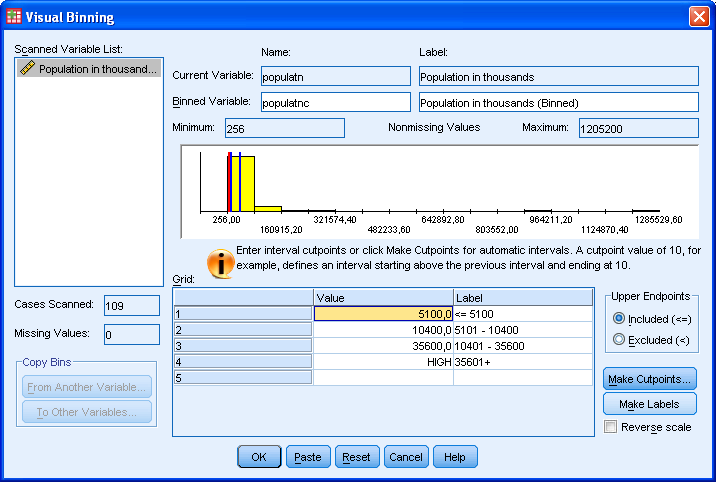 Visual Binning
Scanned Variable List:
Population in thousand...
Name:
Label:
Current Variable:
populatn
Population in thousands
Binned Variable:
populatnc
Population in thousands (Binned)
Minimum:
256
Nonmissing Values
Maximum:
1205200
256,00
321574,40
642892,80
964211,20
1285529,60
160915,20
482233,60
803552,00
1124870,40
Enter interval cutpoints or click Make Cutpoints for automatic intervals. A cutpoint value of 10, for
example, defines an interval starting above the previous interval and ending at 10.
Grid:
Value
Label
1
5100,0
<= 5100
2
10400,0
5101 - 10400
3
35600,0
10401 - 35600
4
HIGH
35601+
5
Cases Scanned:
109
Missing Values:
0
Copy Bins
From Another Variable...
To Other Variables...
Upper Endpoints
Included (<=)
Excluded (<)
Make Cutpoints...
Make Labels
Reverse scale
OK
Paste
Reset
Cancel
Help